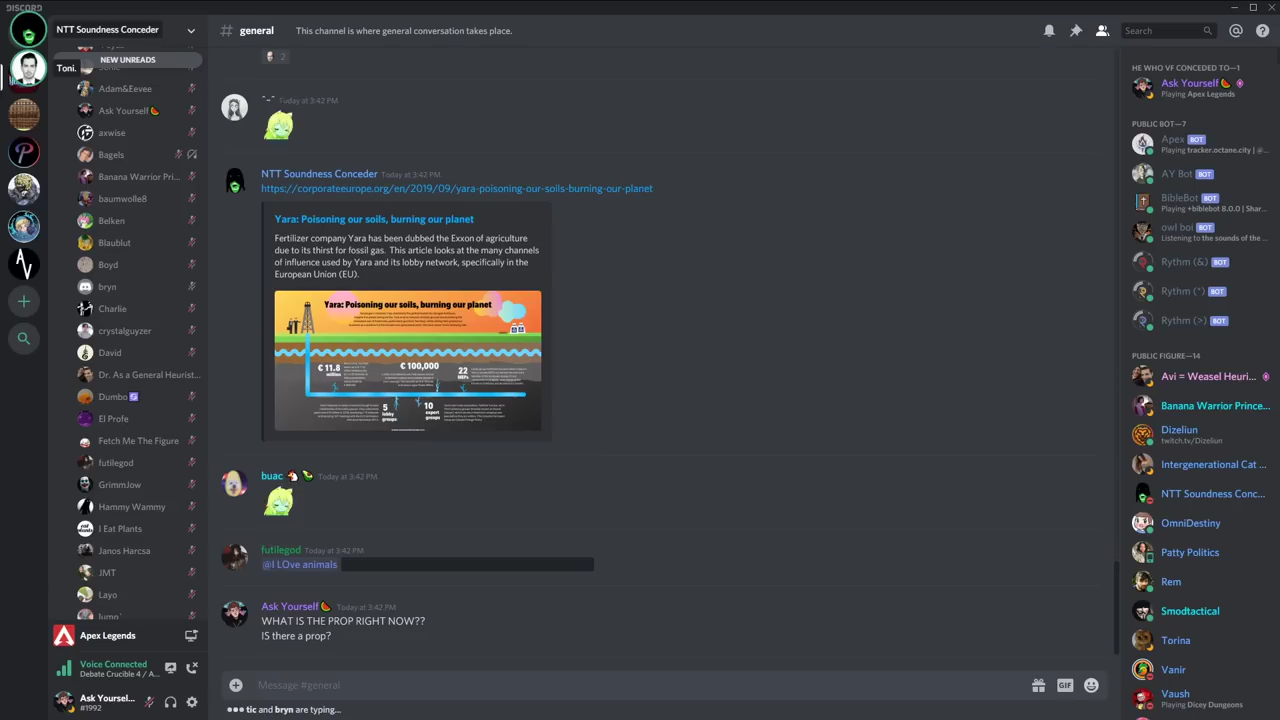 DISCORD
NTT Soundness Conceder
# general
This channel is where general conversation takes place.
Search
Toni.
NEW UNREADS
Adam&Eevee
Ask Yourself
axwise
Bagels
Banana Warrior Pri...
baumwolle8
Belken
Blaublut
Boyd
bryn
Charlie
crystalguyzer
David
Dr. As a General Heurist...
Dumbo
El Profe
Fetch Me The Figure
futilegod
GrimmJow
Hammy Wammy
I Eat Plants
Janos Harcsa
JMT
Layo
Apex Legends
Voice Connected
Debate Crucible 4 / A...
Ask Yoursel...
#1992
2
~_~ Today at 3:42 PM
NTT Soundness Conceder Today at 3:42 PM
https://corporateeurope.org/en/2019/09/yara-poisoning-our-soils-burning-our-planet
Yara: Poisoning our soils, burning our planet
Fertilizer company Yara has been dubbed the Exxon of agriculture
due to its thirst for fossil gas. This article looks at the many channels
of influence used by Yara and its lobby network, specifically in the
European Union (EU).
Yara: Poisoning our soils, burning our planet
€ 11.8
million
€ 100,000
22
MEPs
5
lobby
groups
10
expert
groups
buac Today at 3:42 PM
futilegod Today at 3:42 PM
@I LOve animals
Ask Yourself Today at 3:42 PM
WHAT IS THE PROP RIGHT NOW??
IS there a prop?
Message #general
GIF
tic and bryn are typing...
HE WHO VF CONCEDED TO—1
Ask Yourself
Playing Apex Legends
PUBLIC BOT—7
Apex BOT
Playing tracker.octane.city | @...
AY Bot BOT
BibleBot BOT
Playing +biblebot 8.0.0 | Shar...
owl bot BOT
Listening to the sounds of the ...
Rythm (&) BOT
Rythm (*) BOT
Rythm (>) BOT
PUBLIC FIGURE—14
Avi = Weasel Heuri...
Banana Warrior Prince...
Dizeliun
twitch.tv/Dizeliun
Intergenerational Cat ...
NTT Soundness Conc...
OmniDestiny
Patty Politics
Rem
Smodtactical
Torina
Vanir
Vaush
Playing Dicey Dungeons